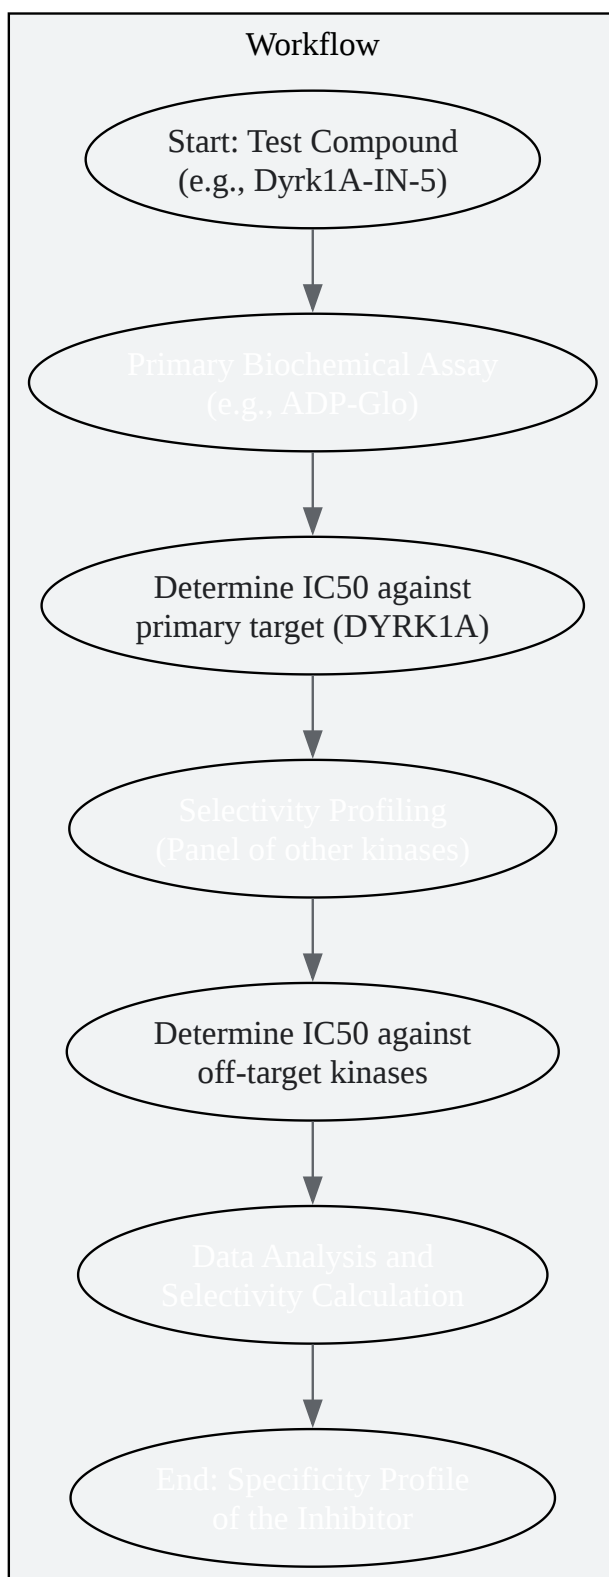 Workflow
Start: Test Compound
(e.g., Dyrk1A-IN-5)
Primary Biochemical Assay
(e.g., ADP-Glo)
Determine IC50 against
primary target (DYRK1A)
Selectivity Profiling
(Panel of other kinases)
Determine IC50 against
off-target kinases
Data Analysis and
Selectivity Calculation
End: Specificity Profile
of the Inhibitor